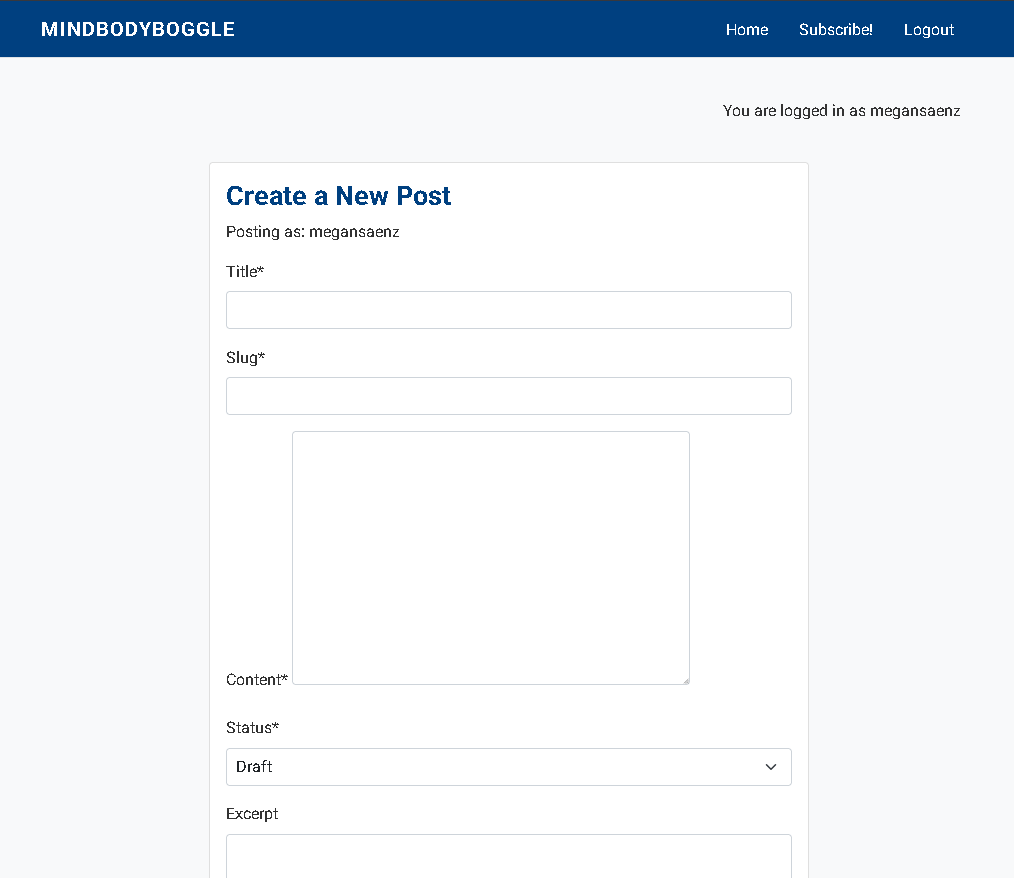 MINDBODYBOGGLE
Home Subscribe! Logout
You are logged in as megansaenz
Create a New Post
Posting as: megansaenz
Title*
Slug*
Content*
Status*
Draft
Excerpt